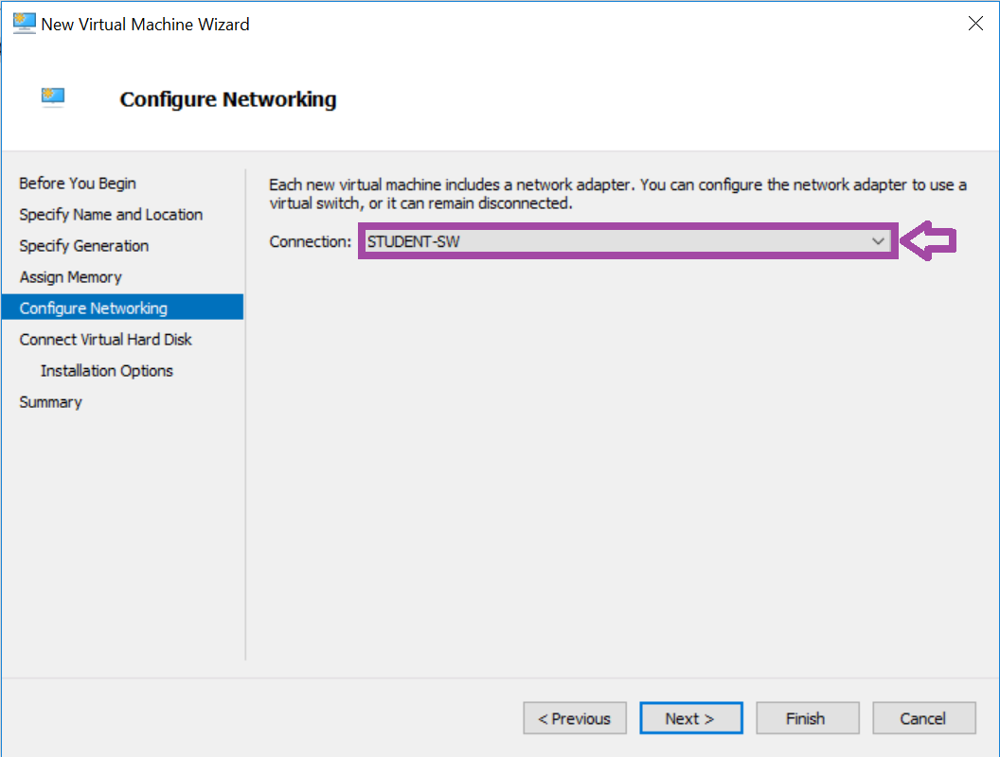 New Virtual Machine Wizard
Configure Networking
Before You Begin
Specify Name and Location
Specify Generation
Assign Memory
Configure Networking
Connect Virtual Hard Disk
Installation Options
Summary
Each new virtual machine includes a network adapter. You can configure the network adapter to use a
virtual switch, or it can remain disconnected.
Connection: STUDENT-SW
< Previous Next > Finish Cancel